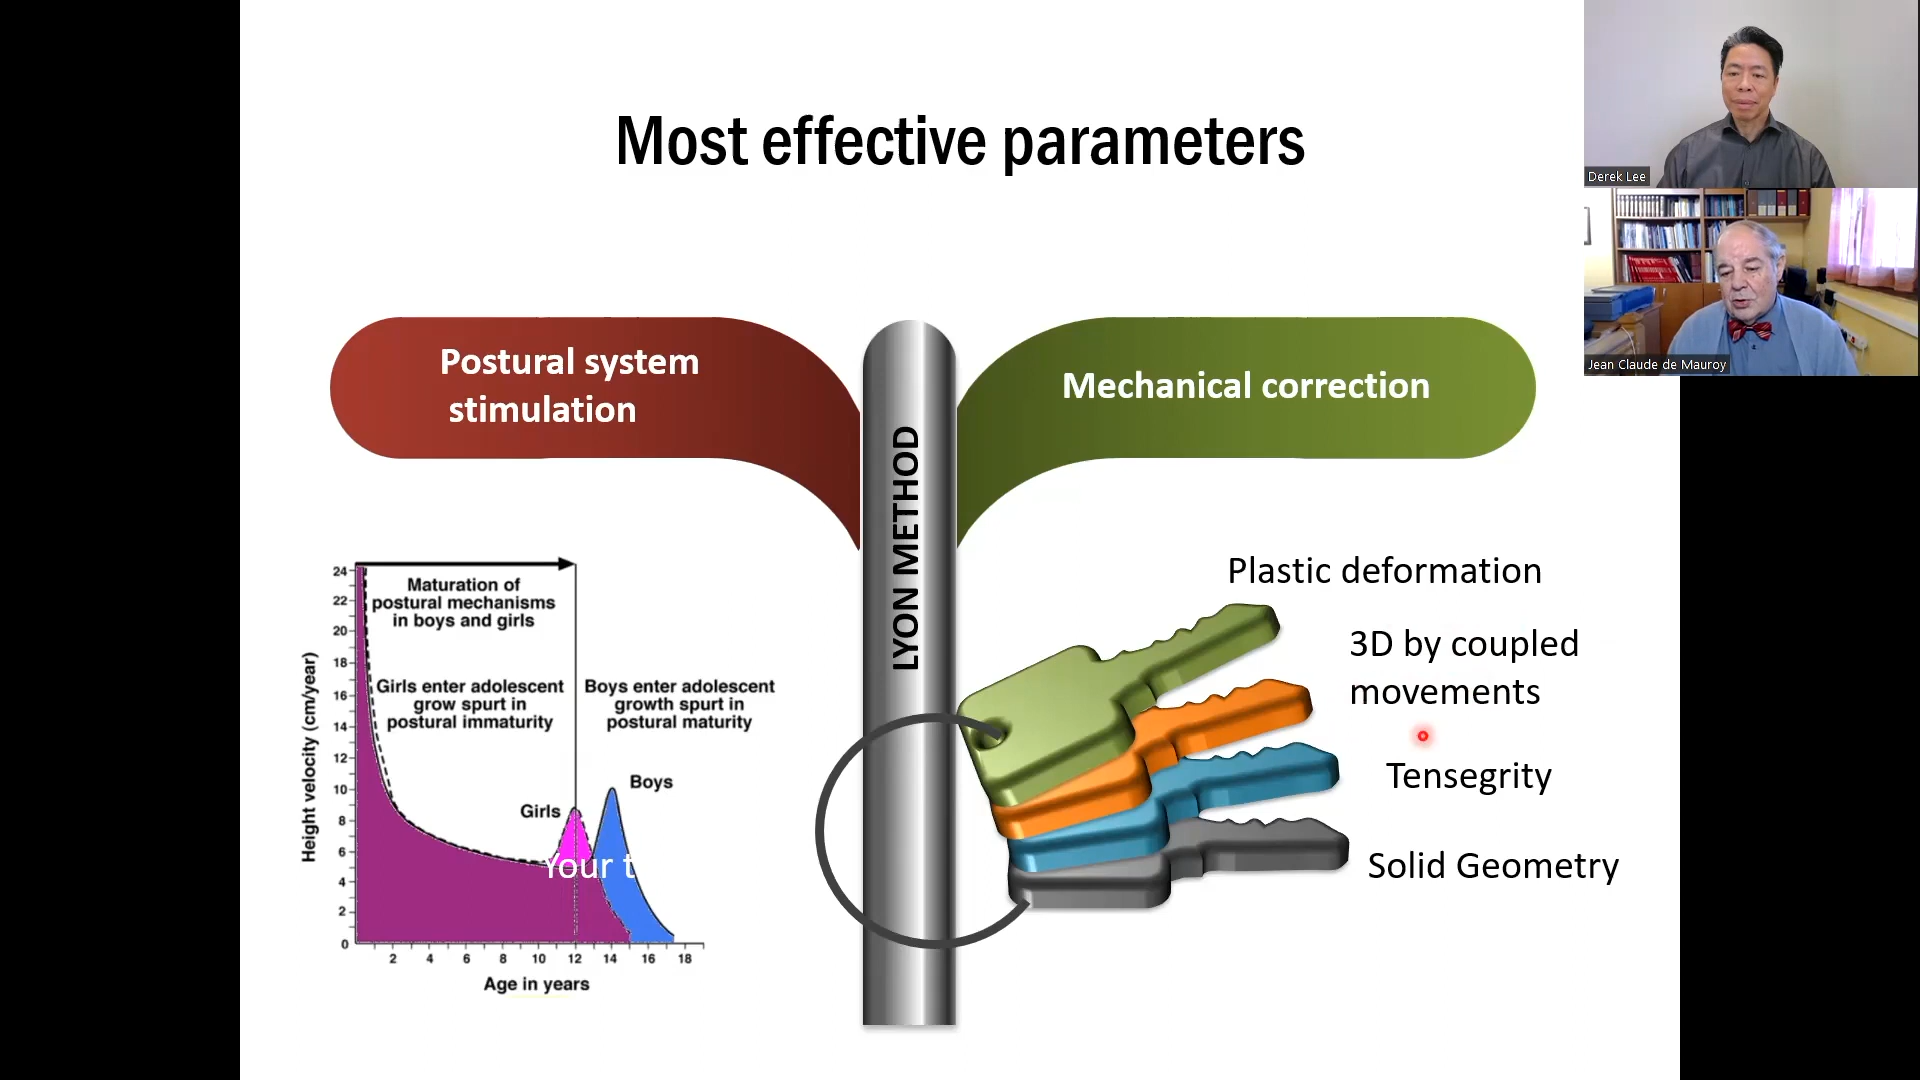 Most effective parameters
Derek Lee
Jean Claude de Mauroy
Postural system
stimulation
Mechanical correction
LYON METHOD
Plastic deformation
3D by coupled
movements
Tensegrity
Solid Geometry
Maturation of
postural mechanisms
in boys and girls
Girls enter adolescent
grow spurt in
postural immaturity
Boys enter adolescent
growth spurt in
postural maturity
Boys
Girls
Your t
Height velocity (cm/year)
24
22
20
18
16
14
12
10
8
6
4
2
0
2 4 6 8 10 12 14 16 18
Age in years